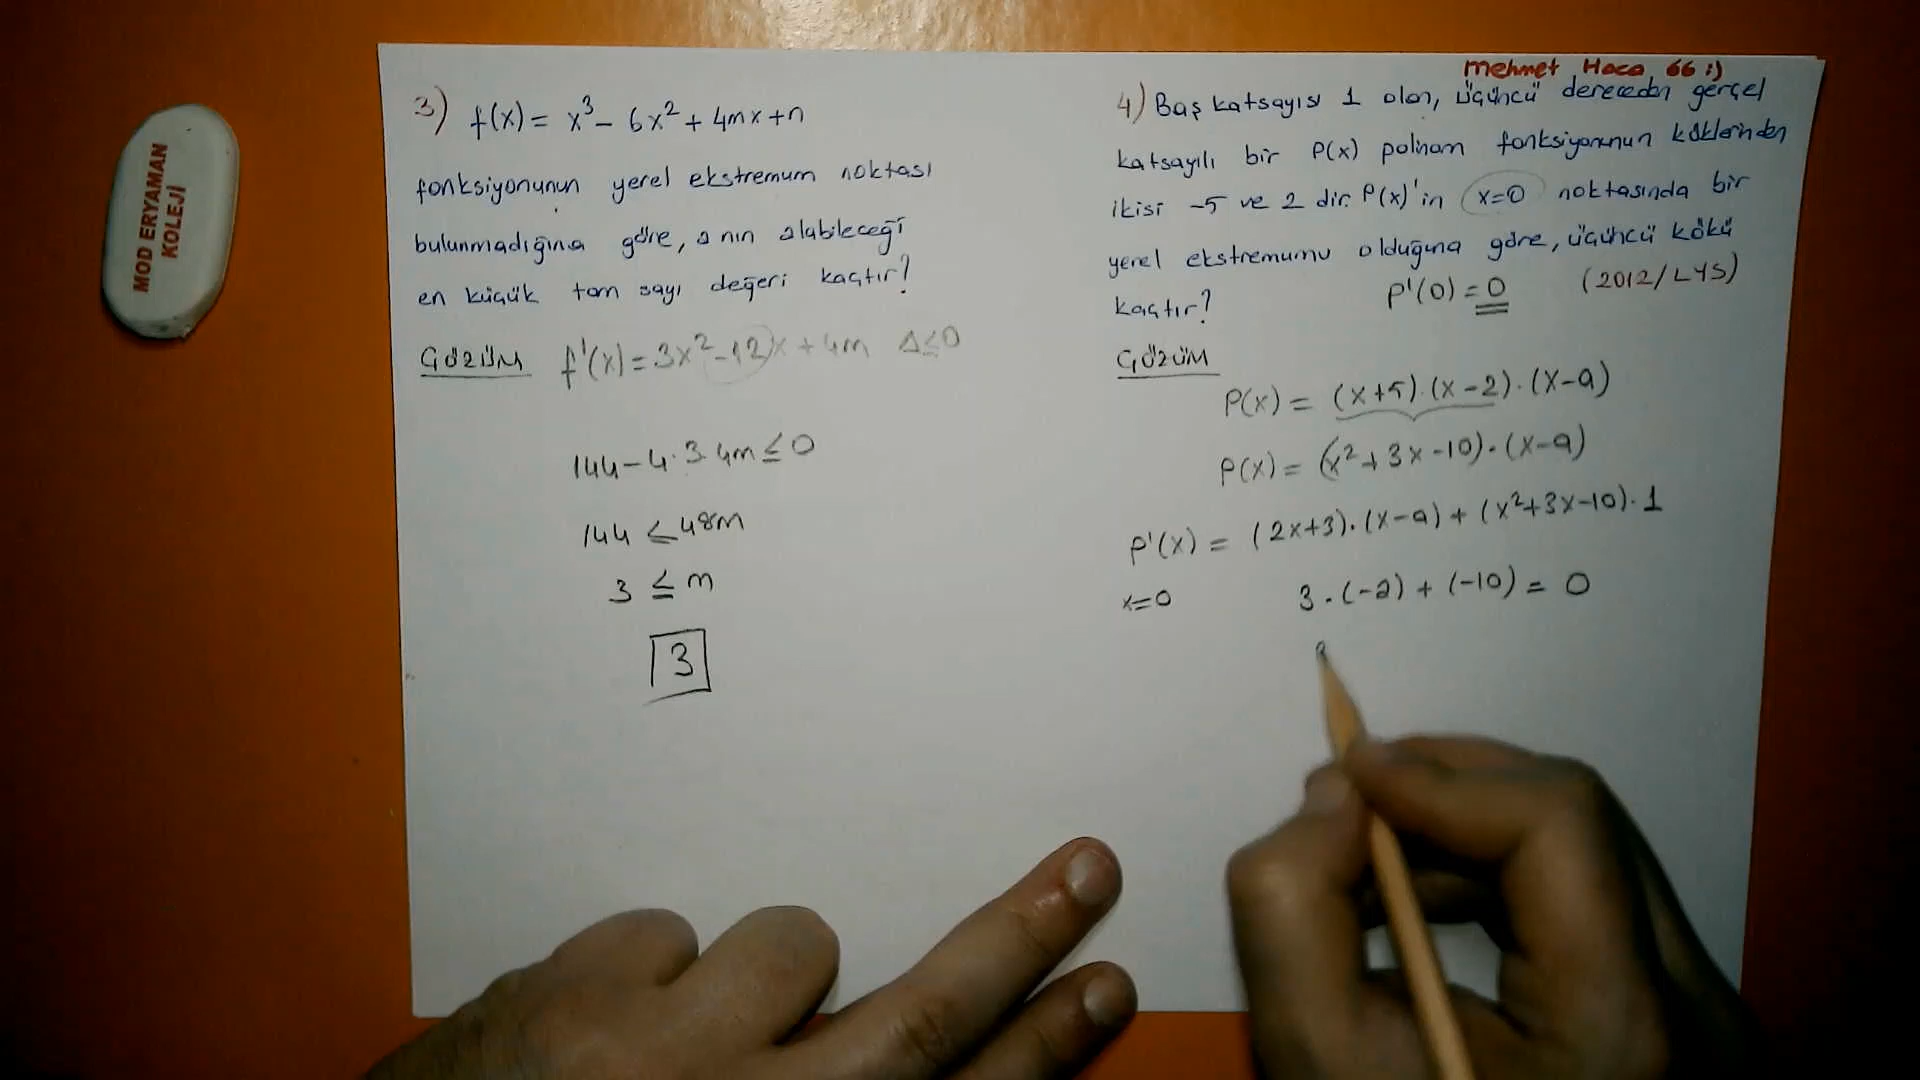 MOD ERYAMAN
KOLEJİ
3) f(x) = x³ - 6x² + 4mx + n
fonksiyonunun yerel ekstremum noktası
bulunmadığına göre, a nın alabileceği
en küçük tam sayı değeri kaçtır?
ÇÖZÜM f'(x) = 3x² - 12x + 4m Δ≤0
144 - 4.3.4m ≤ 0
144 ≤ 48m
3 ≤ m
3
mehmet Hoca 66 :)
4) Baş katsayısı 1 olan, üçüncü dereceden gerçel
katsayılı bir P(x) polinom fonksiyonunun köklerinden
ikisi -5 ve 2 dir. P(x)'in x=0 noktasında bir
yerel ekstremumu olduğuna göre, üçüncü kökü
kaçtır? P'(0) = 0 (2012/LYS)
ÇÖZÜM
P(x) = (x+5).(x-2).(x-a)
P(x) = (x²+3x-10).(x-a)
P'(x) = (2x+3).(x-a) + (x²+3x-10).1
x=0 3.(-a) + (-10) = 0